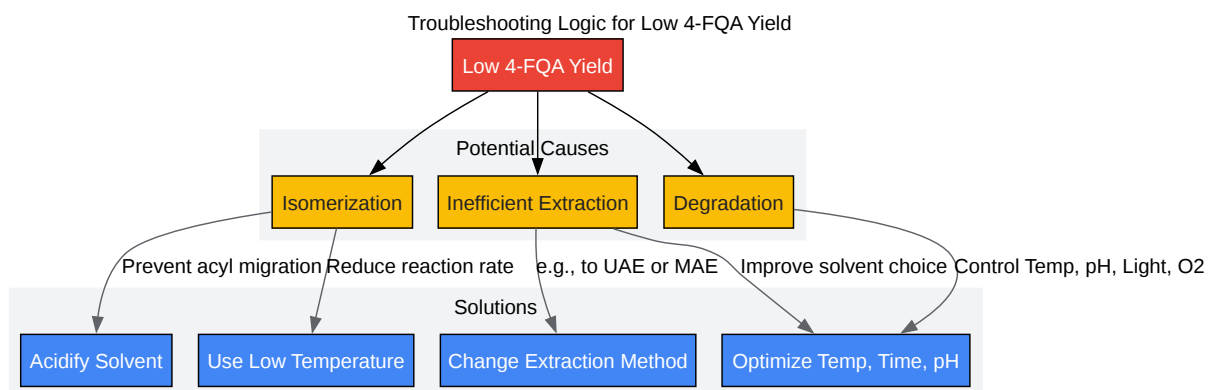 Troubleshooting Logic for Low 4-FQA Yield
Low 4-FQA Yield
Potential Causes
Isomerization
Inefficient Extraction
Degradation
Prevent acyl migration
Reduce reaction rate
e.g., to UAE or MAE
Improve solvent choice
Control Temp, pH, Light, O2
Solutions
Acidify Solvent
Use Low Temperature
Change Extraction Method
Optimize Temp, Time, pH